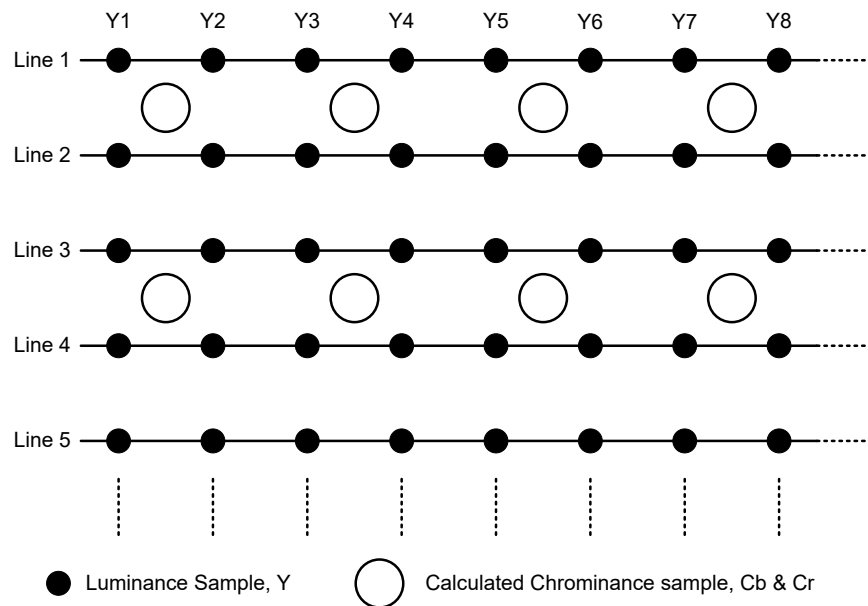 Y1 Y2 Y3 Y4 Y5 Y6 Y7 Y8
Line 1
Line 2
Line 3
Line 4
Line 5
Luminance Sample, Y
Calculated Chrominance sample, Cb & Cr